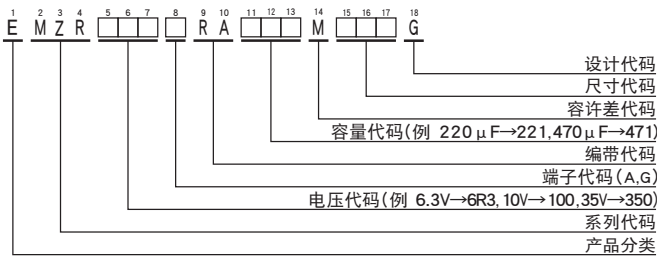 1 2 3 4 5 6 7 8 9 10 11 12 13 14 15 16 17 18
E M Z R □□□ □ R A □□□ M □□□ G
设计代码
尺寸代码
容许差代码
容量代码(例 220μF→221,470μF→471)
编带代码
端子代码(A,G)
电压代码(例 6.3V→6R3, 10V→100,35V→350)
系列代码
产品分类